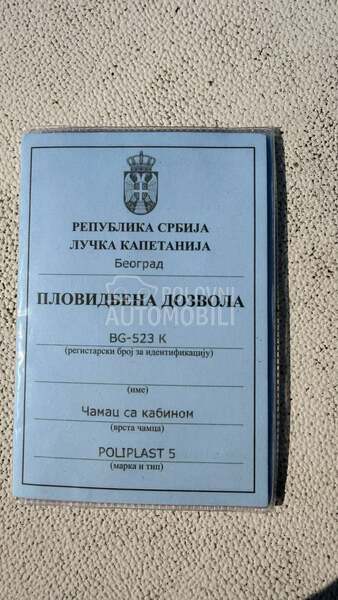 РЕПУБЛИКА СРБИЈА
ЛУЧКА КАПЕТАНИЈА
Београд
ПЛОВИДБЕНА ДОЗВОЛА
POLOVNI
AUTOMOBILI
BG-523 К
(регистарски број за идентификацију)
(име)
Чамац са кабином
(врста чамца)
POLIPLAST 5
(марка и тип)